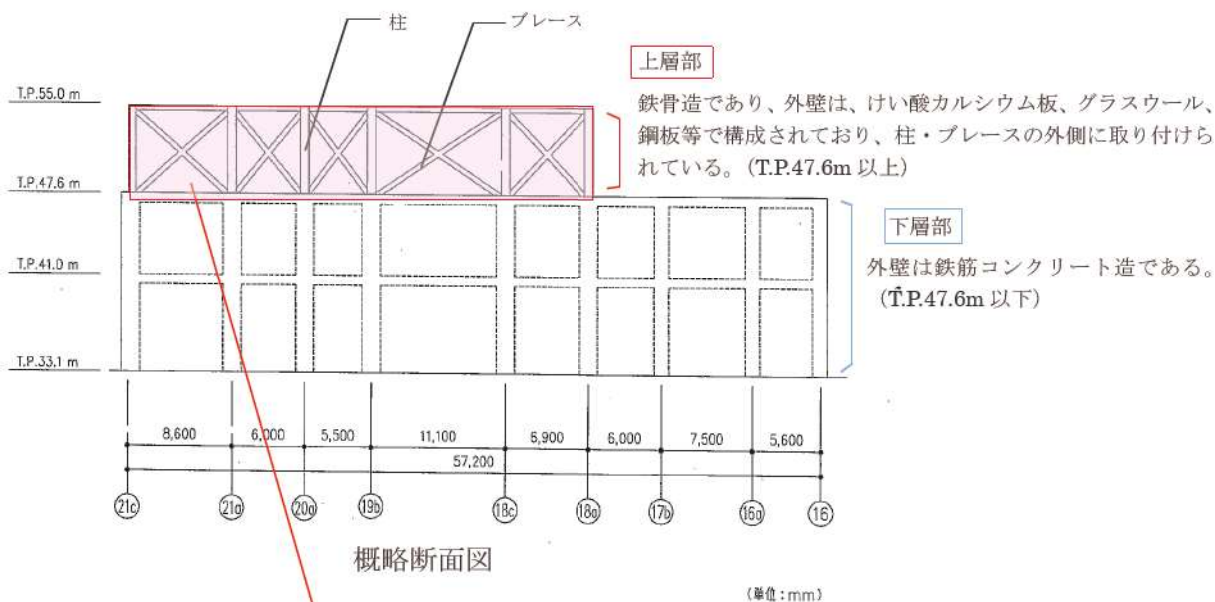 柱
ブレース
上層部
T.P.55.0 m
鉄骨造であり、外壁は、けい酸カルシウム板、グラスウール、
鋼板等で構成されており、柱・ブレースの外側に取り付けら
れている。（T.P.47.6m 以上）
T.P.47.6 m
下層部
外壁は鉄筋コンクリート造である。
（T.P.47.6m 以下）
T.P.41.0 m
T.P.33.1 m
8,600 6,000 5,500 11,100 6,900 6,000 7,500 5,600
57,200
21c 21a 20a 19b 18c 18a 17b 16a 16
概略断面図
（単位：mm）